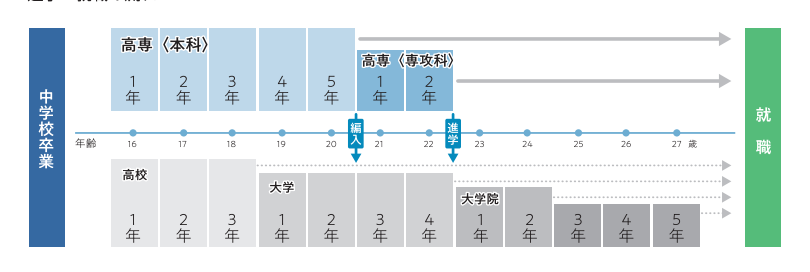 中学校卒業
高専〈本科〉
1年 2年 3年 4年 5年
高専〈専攻科〉
1年 2年
年齢 16 17 18 19 20 21 22 23 24 25 26 27 歳
編入
進学
高校
1年 2年 3年
大学
1年 2年 3年 4年
大学院
1年 2年 3年 4年 5年
就職